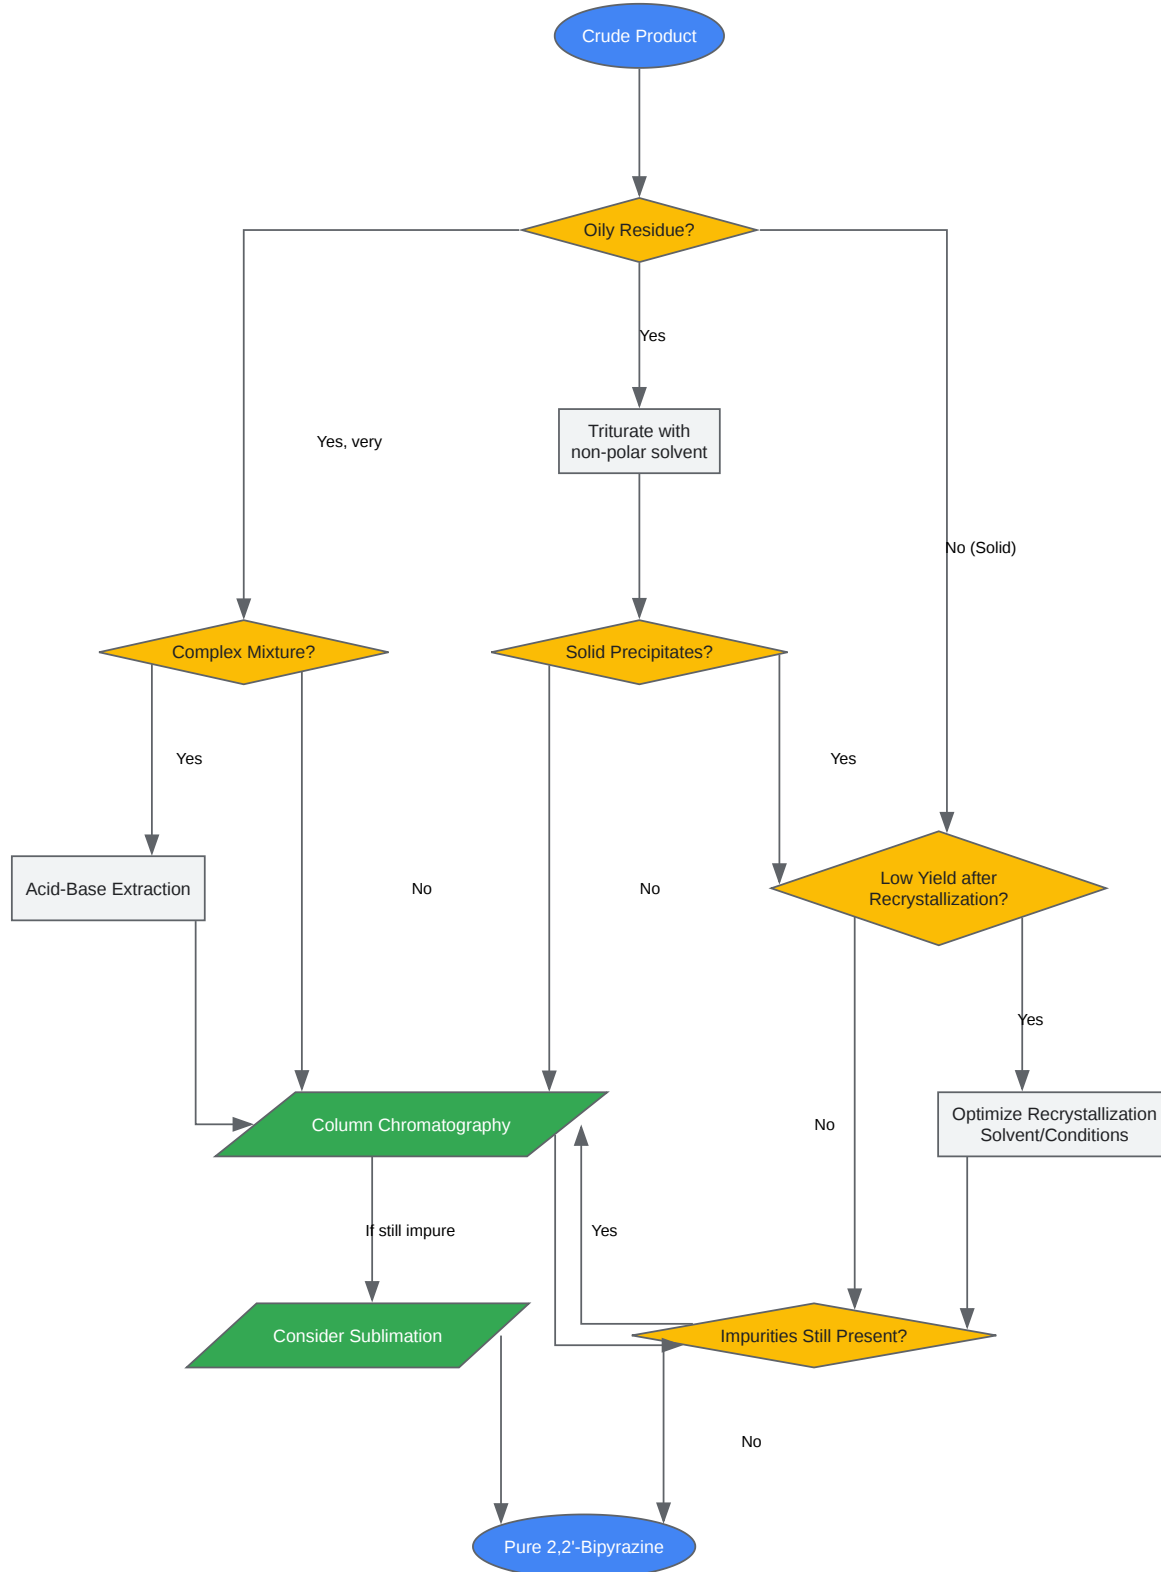 Crude Product
Oily Residue?
Yes
Triturate with
non-polar solvent
Yes, very
No (Solid)
Complex Mixture?
Solid Precipitates?
Yes
Yes
Low Yield after
Recrystallization?
Acid-Base Extraction
No
No
Yes
Column Chromatography
No
Optimize Recrystallization
Solvent/Conditions
If still impure
Yes
Consider Sublimation
Impurities Still Present?
No
Pure 2,2'-Bipyrazine